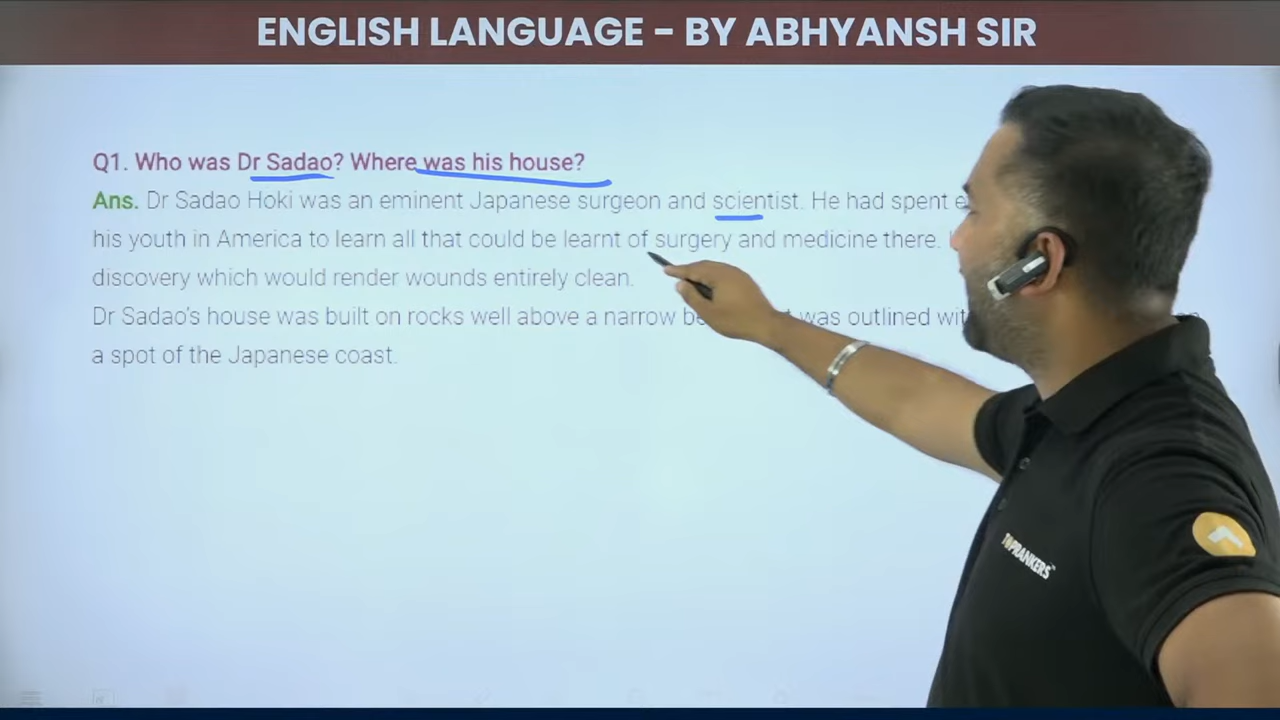 ENGLISH LANGUAGE - BY ABHYANSH SIR
Q1. Who was Dr Sadao? Where was his house?
Ans. Dr Sadao Hoki was an eminent Japanese surgeon and scientist. He had spent
his youth in America to learn all that could be learnt of surgery and medicine there.
discovery which would render wounds entirely clean.
Dr Sadao's house was built on rocks well above a narrow was outlined
a spot of the Japanese coast.
TOPRANKERS